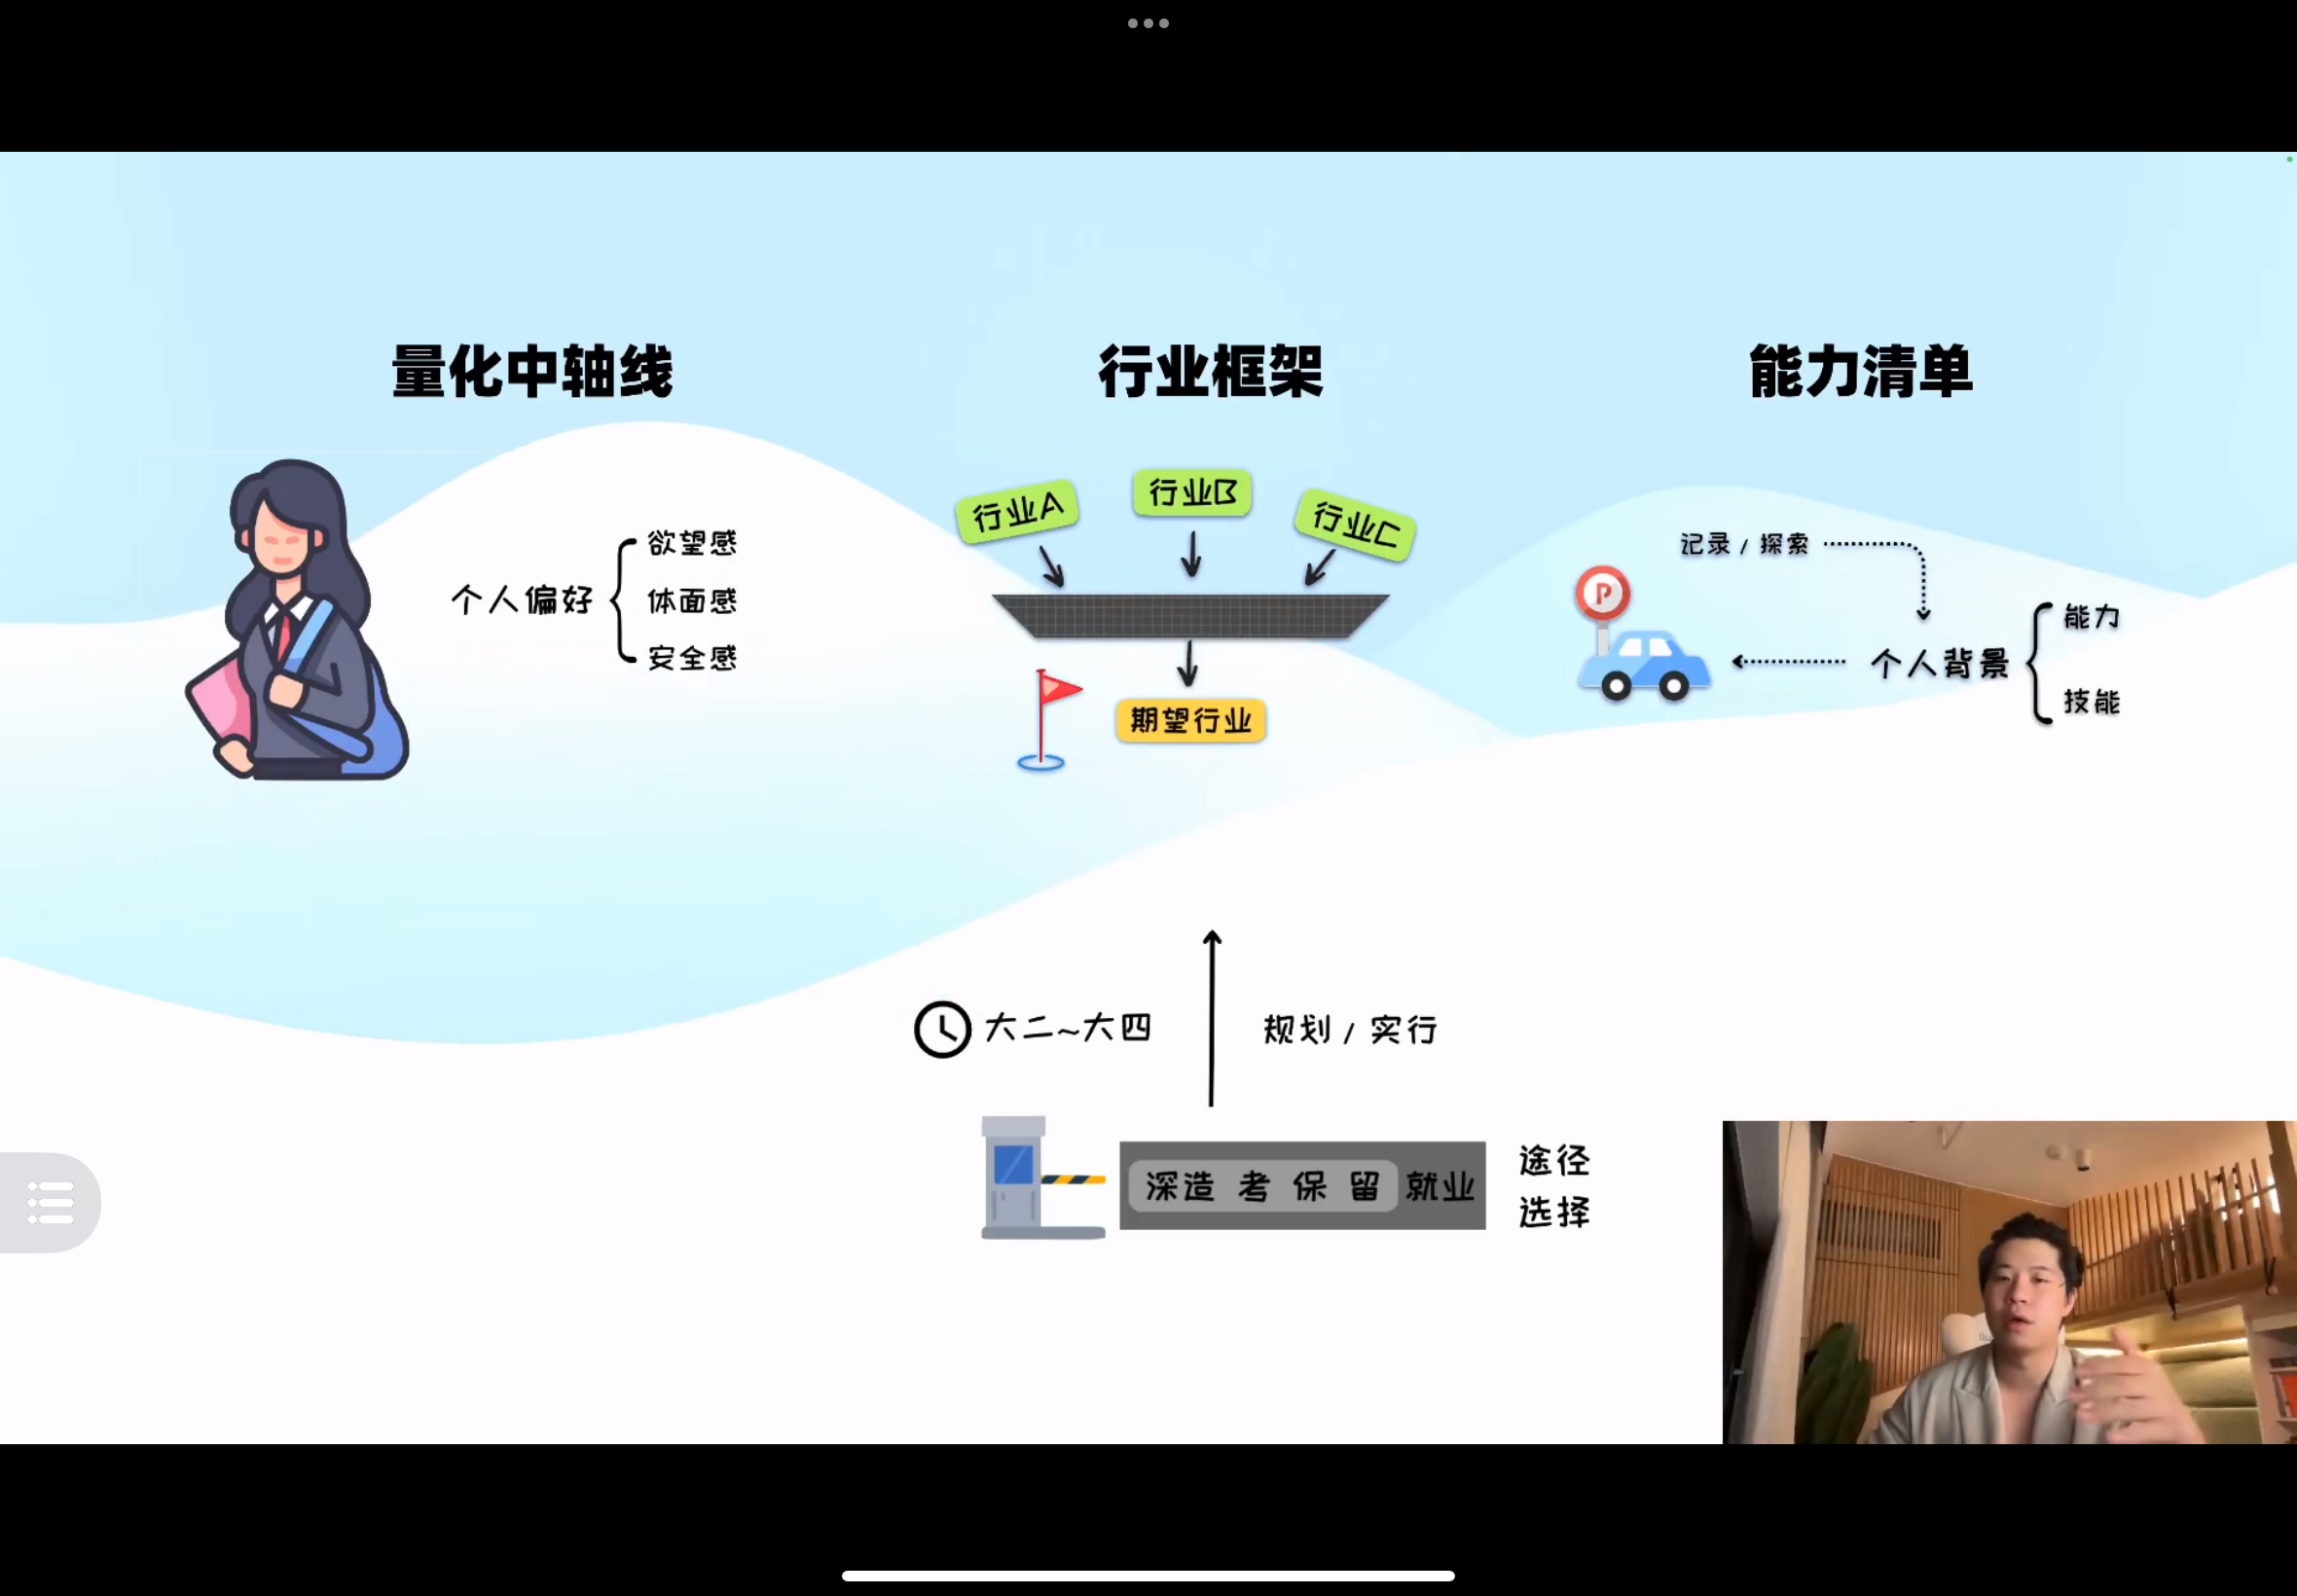 量化中轴线
行业框架
能力清单
个人偏好
欲望感
体面感
安全感
行业A
行业B
行业C
期望行业
记录 / 探索
P
个人背景
能力
技能
大二~大四
规划 / 实行
深造 考 保 留 就业
途径
选择